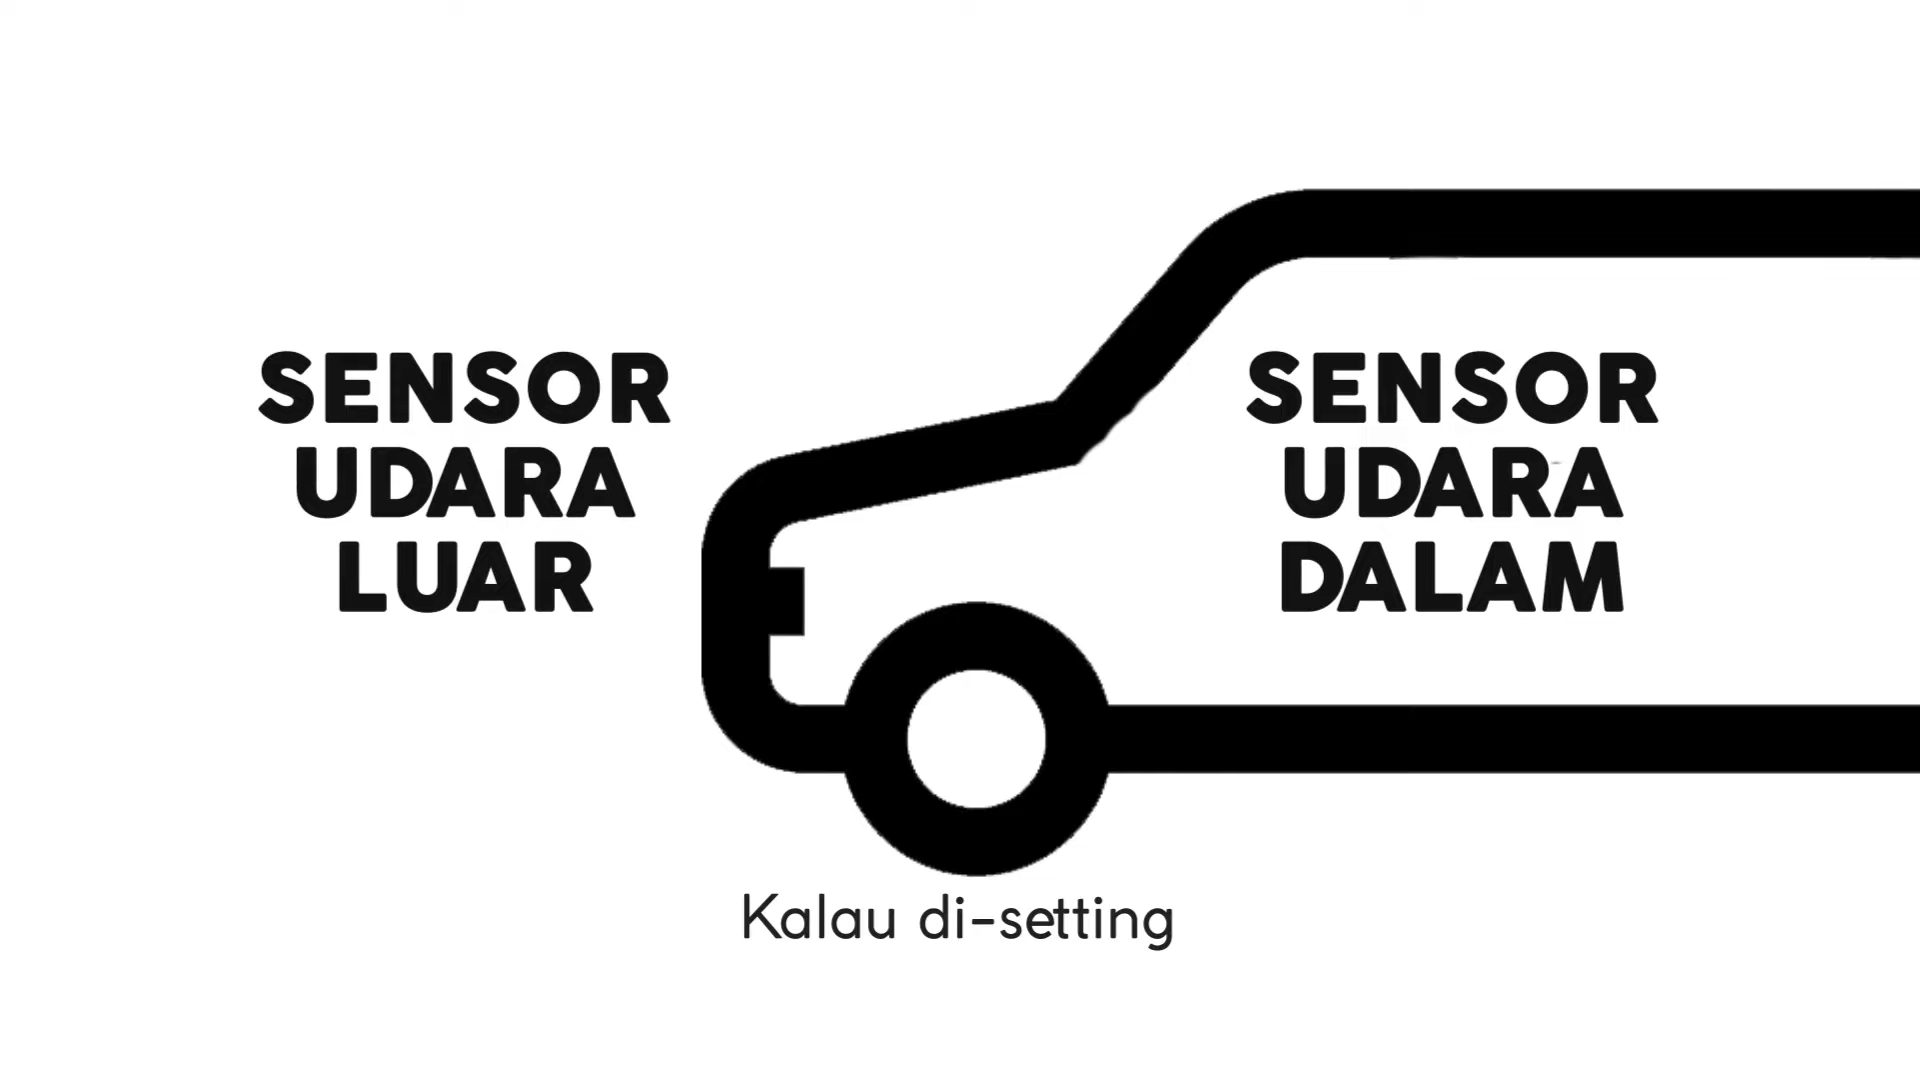 SENSOR
UDARA
LUAR
SENSOR
UDARA
DALAM
Kalau di-setting